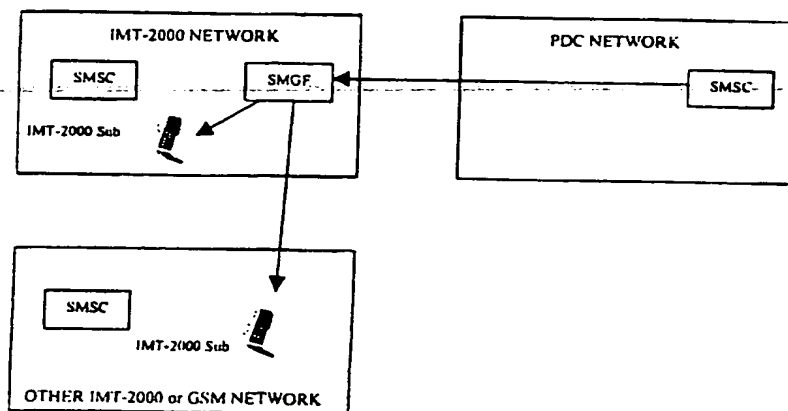 IMT-2000 NETWORK
PDC NETWORK
SMSC
SMGF
SMSC
IMT-2000 Sub
SMSC
IMT-2000 Sub
OTHER IMT-2000 or GSM NETWORK